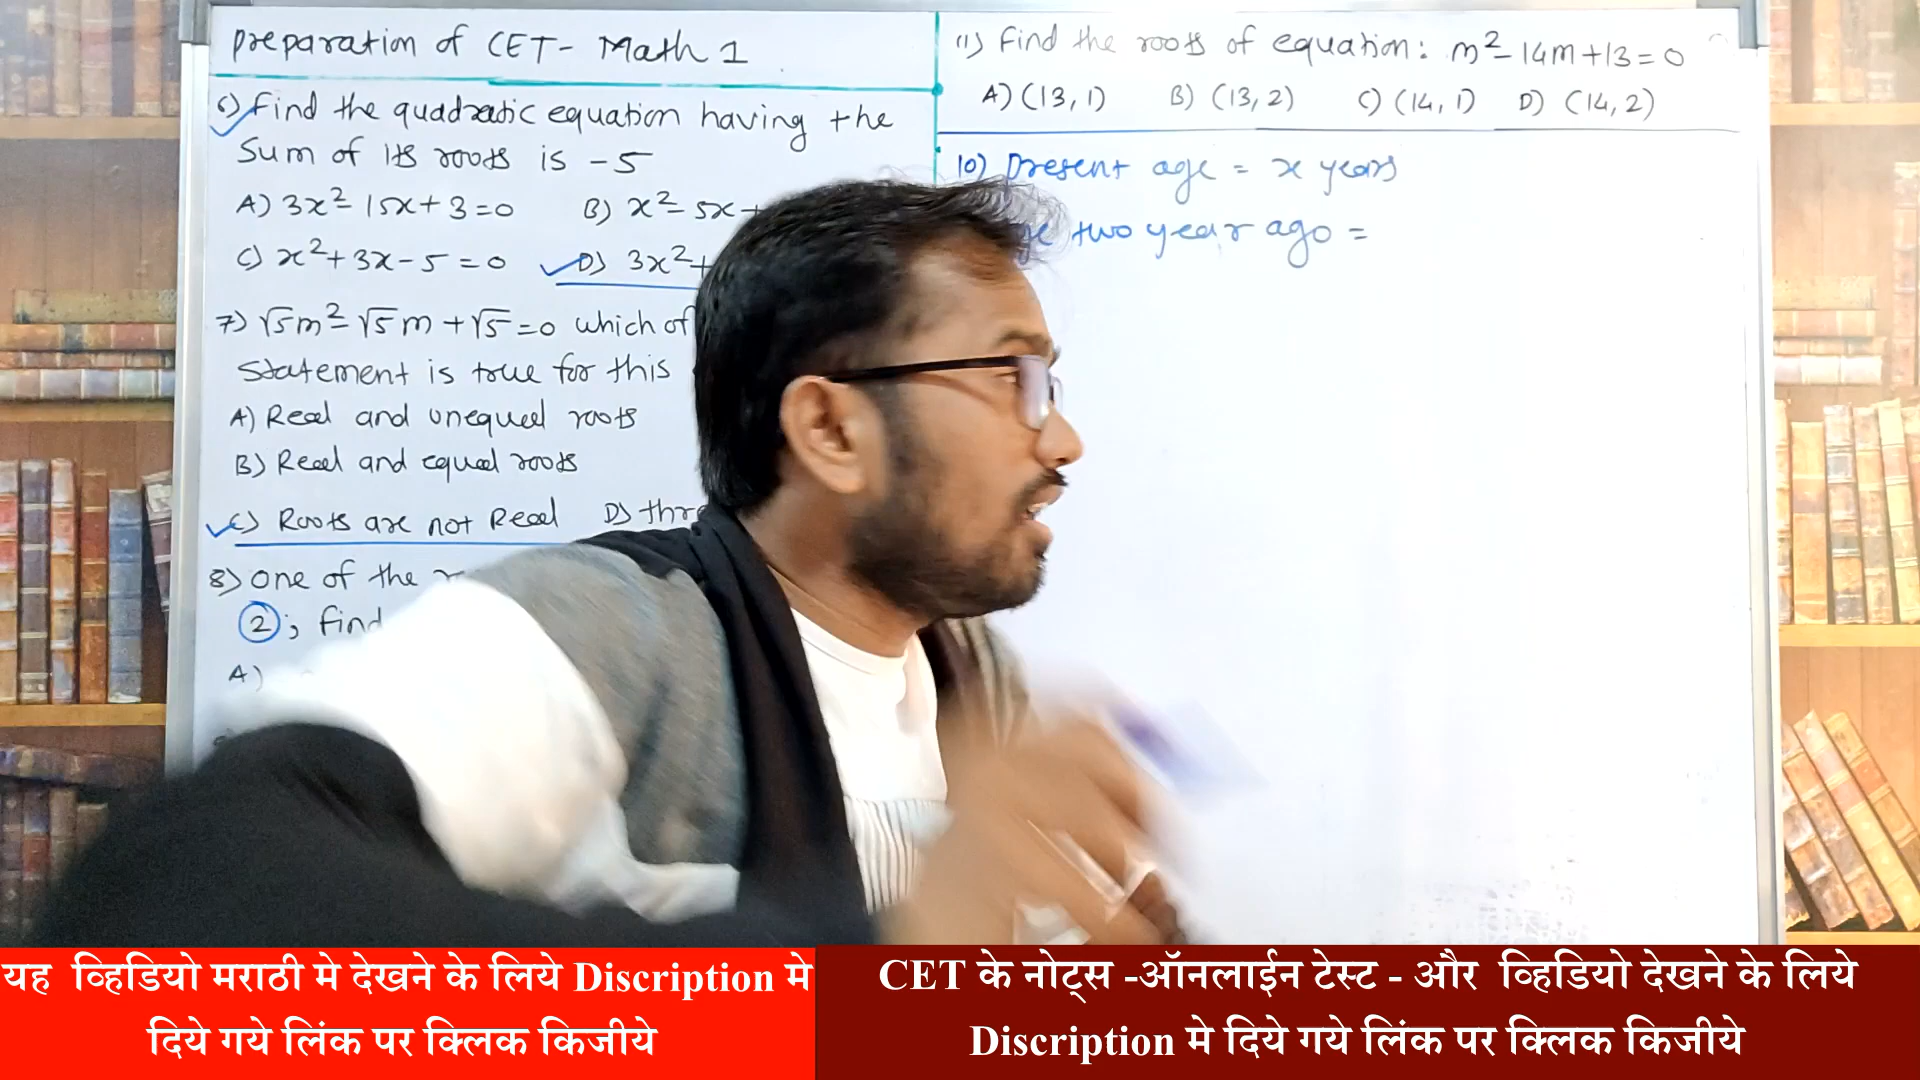 preparation of CET- Math 1
6) Find the quadratic equation having the
Sum of its roots is -5
A) 3x²-15x+3=0 B) x²-5x+
C) x²+3x-5=0 D) 3x²+
7) √5m²-√5m+√5=0 which of
statement is true for this
A) Real and unequal roots
B) Real and equal roots
C) Roots are not Real D)
8) One of the
2; find
A)
11) Find the roots of equation: m²-14m+13=0
A) (13,1) B) (13,2) C) (14,1) D) (14,2)
10) Present age = x years
two year ago =
यह व्हिडियो मराठी मे देखने के लिये Discription मे
दिये गये लिंक पर क्लिक किजीये
CET के नोट्स -ऑनलाईन टेस्ट - और व्हिडियो देखने के लिये
Discription मे दिये गये लिंक पर क्लिक किजीये